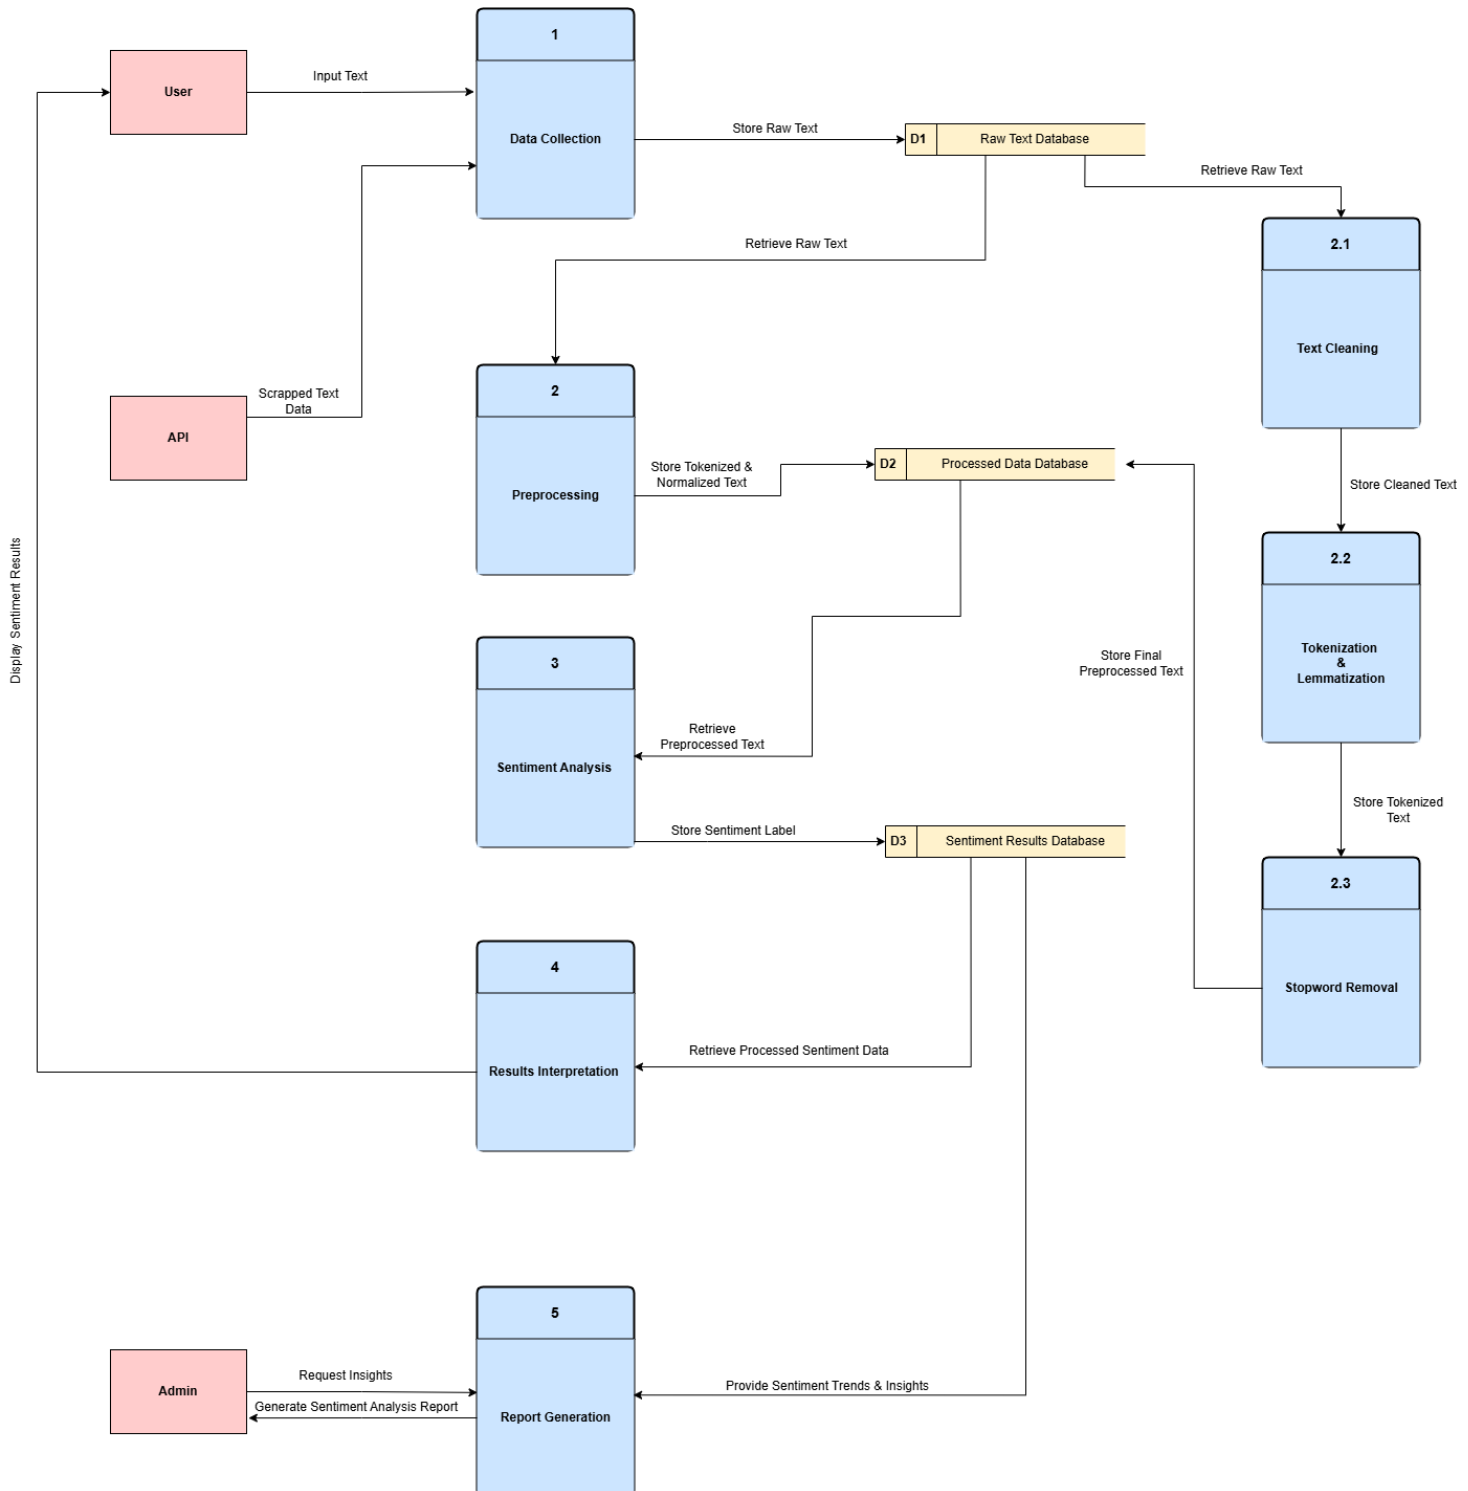 1
User
Input Text
Data Collection
Store Raw Text
D1
Raw Text Database
Retrieve Raw Text
Retrieve Raw Text
2.1
Text Cleaning
API
Scrapped Text
Data
2
Preprocessing
Store Tokenized &
Normalized Text
D2
Processed Data Database
Store Cleaned Text
2.2
Tokenization
&
Lemmatization
Display Sentiment Results
3
Sentiment Analysis
Retrieve
Preprocessed Text
Store Final
Preprocessed Text
Store Tokenized
Text
Store Sentiment Label
D3
Sentiment Results Database
2.3
Stopword Removal
4
Results Interpretation
Retrieve Processed Sentiment Data
5
Admin
Request Insights
Generate Sentiment Analysis Report
Report Generation
Provide Sentiment Trends & Insights